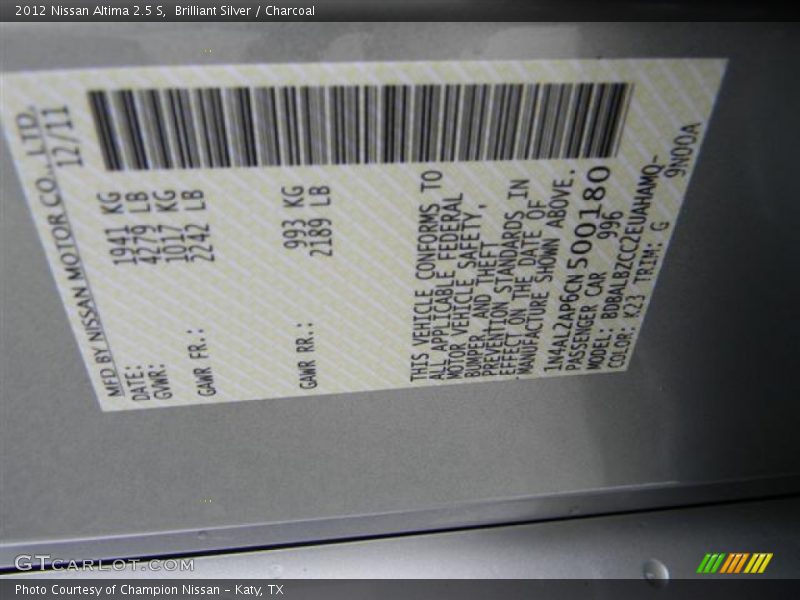 2012 Nissan Altima 2.5 S, Brilliant Silver / Charcoal
MFD BY NISSAN MOTOR CO., LTD.
DATE: 12/11
GVWR: 1941 KG
4279 LB
GAWR FR.: 1017 KG
2242 LB
GAWR RR.: 993 KG
2189 LB
THIS VEHICLE CONFORMS TO
ALL APPLICABLE FEDERAL
MOTOR VEHICLE SAFETY,
BUMPER, AND THEFT
PREVENTION STANDARDS IN
EFFECT ON THE DATE OF
MANUFACTURE SHOWN ABOVE.
1N4AL2AP6CN500180
PASSENGER CAR 996
MODEL: BDBALBZCC2EUAHAMQ-
COLOR: K23 TRIM: G 9N00A
GTCARLOT.COM
Photo Courtesy of Champion Nissan - Katy, TX